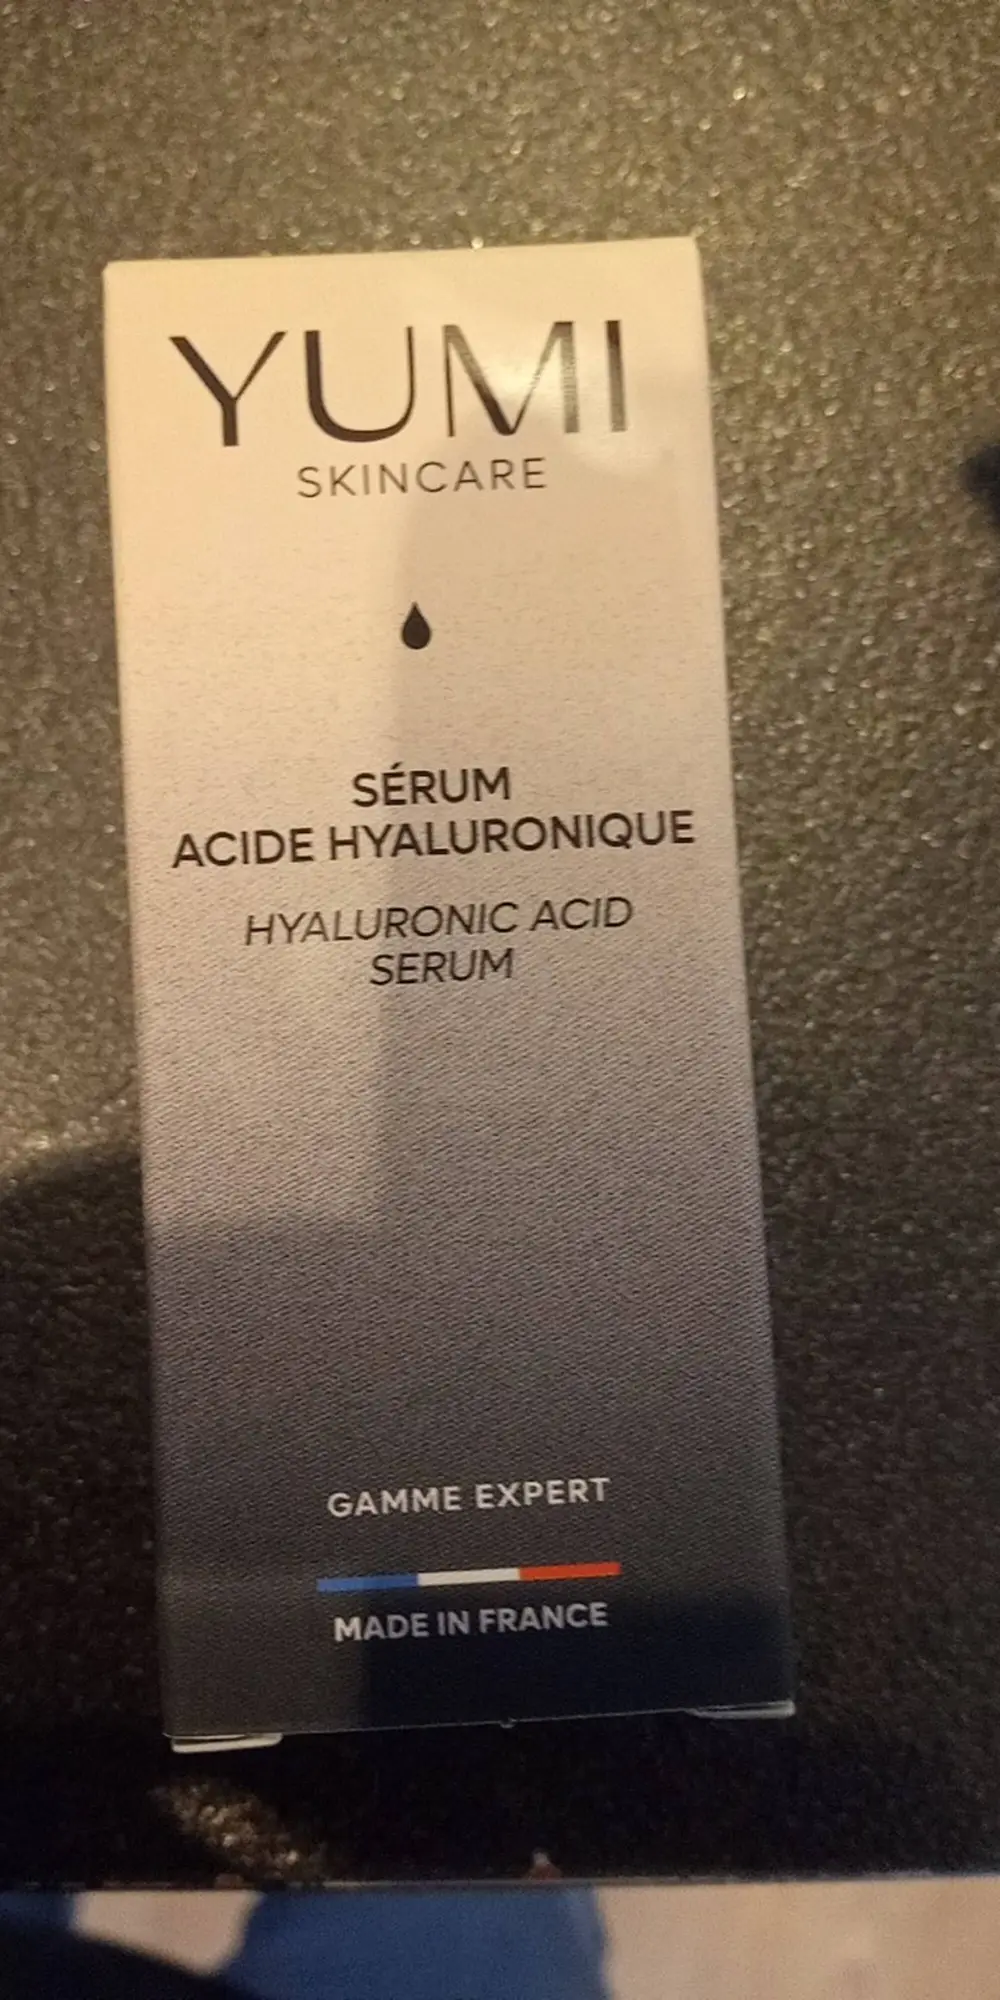 YUMI
SKINCARE
SÉRUM
ACIDE HYALURONIQUE
HYALURONIC ACID
SERUM
GAMME EXPERT
MADE IN FRANCE